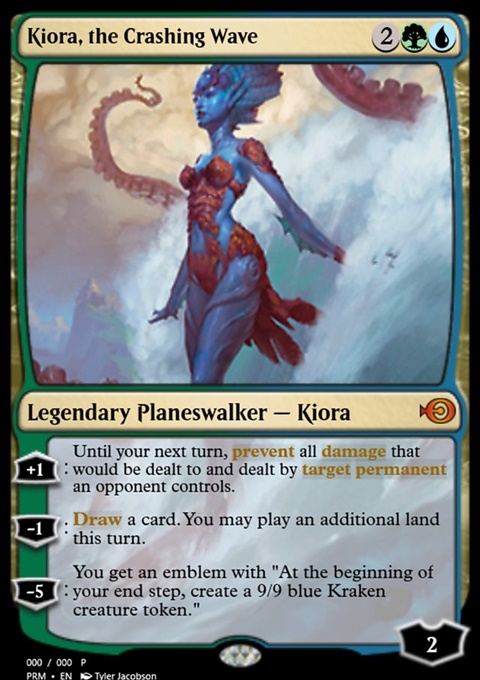 Kiora, the Crashing Wave 2
Legendary Planeswalker — Kiora
+1 : Until your next turn, prevent all damage that
would be dealt to and dealt by target permanent
an opponent controls.
-1 : Draw a card. You may play an additional land
this turn.
-5 : You get an emblem with "At the beginning of
your end step, create a 9/9 blue Kraken
creature token."
2
000 / 000 P
PRM • EN Tyler Jacobson